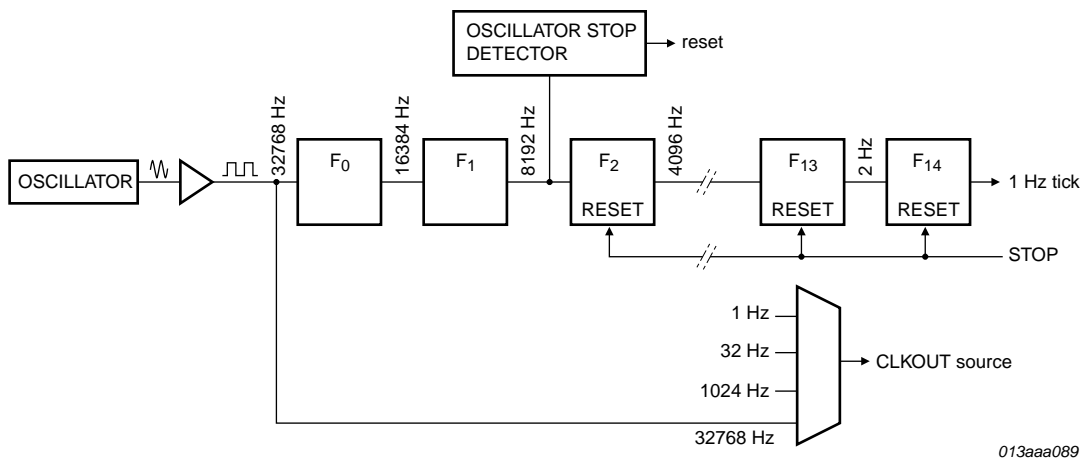 OSCILLATOR STOP
DETECTOR
reset
32768 Hz
16384 Hz
8192 Hz
4096 Hz
2 Hz
OSCILLATOR
F0
F1
F2
RESET
F13
RESET
F14
RESET
1 Hz tick
STOP
1 Hz
32 Hz
1024 Hz
32768 Hz
CLKOUT source
013aaa089